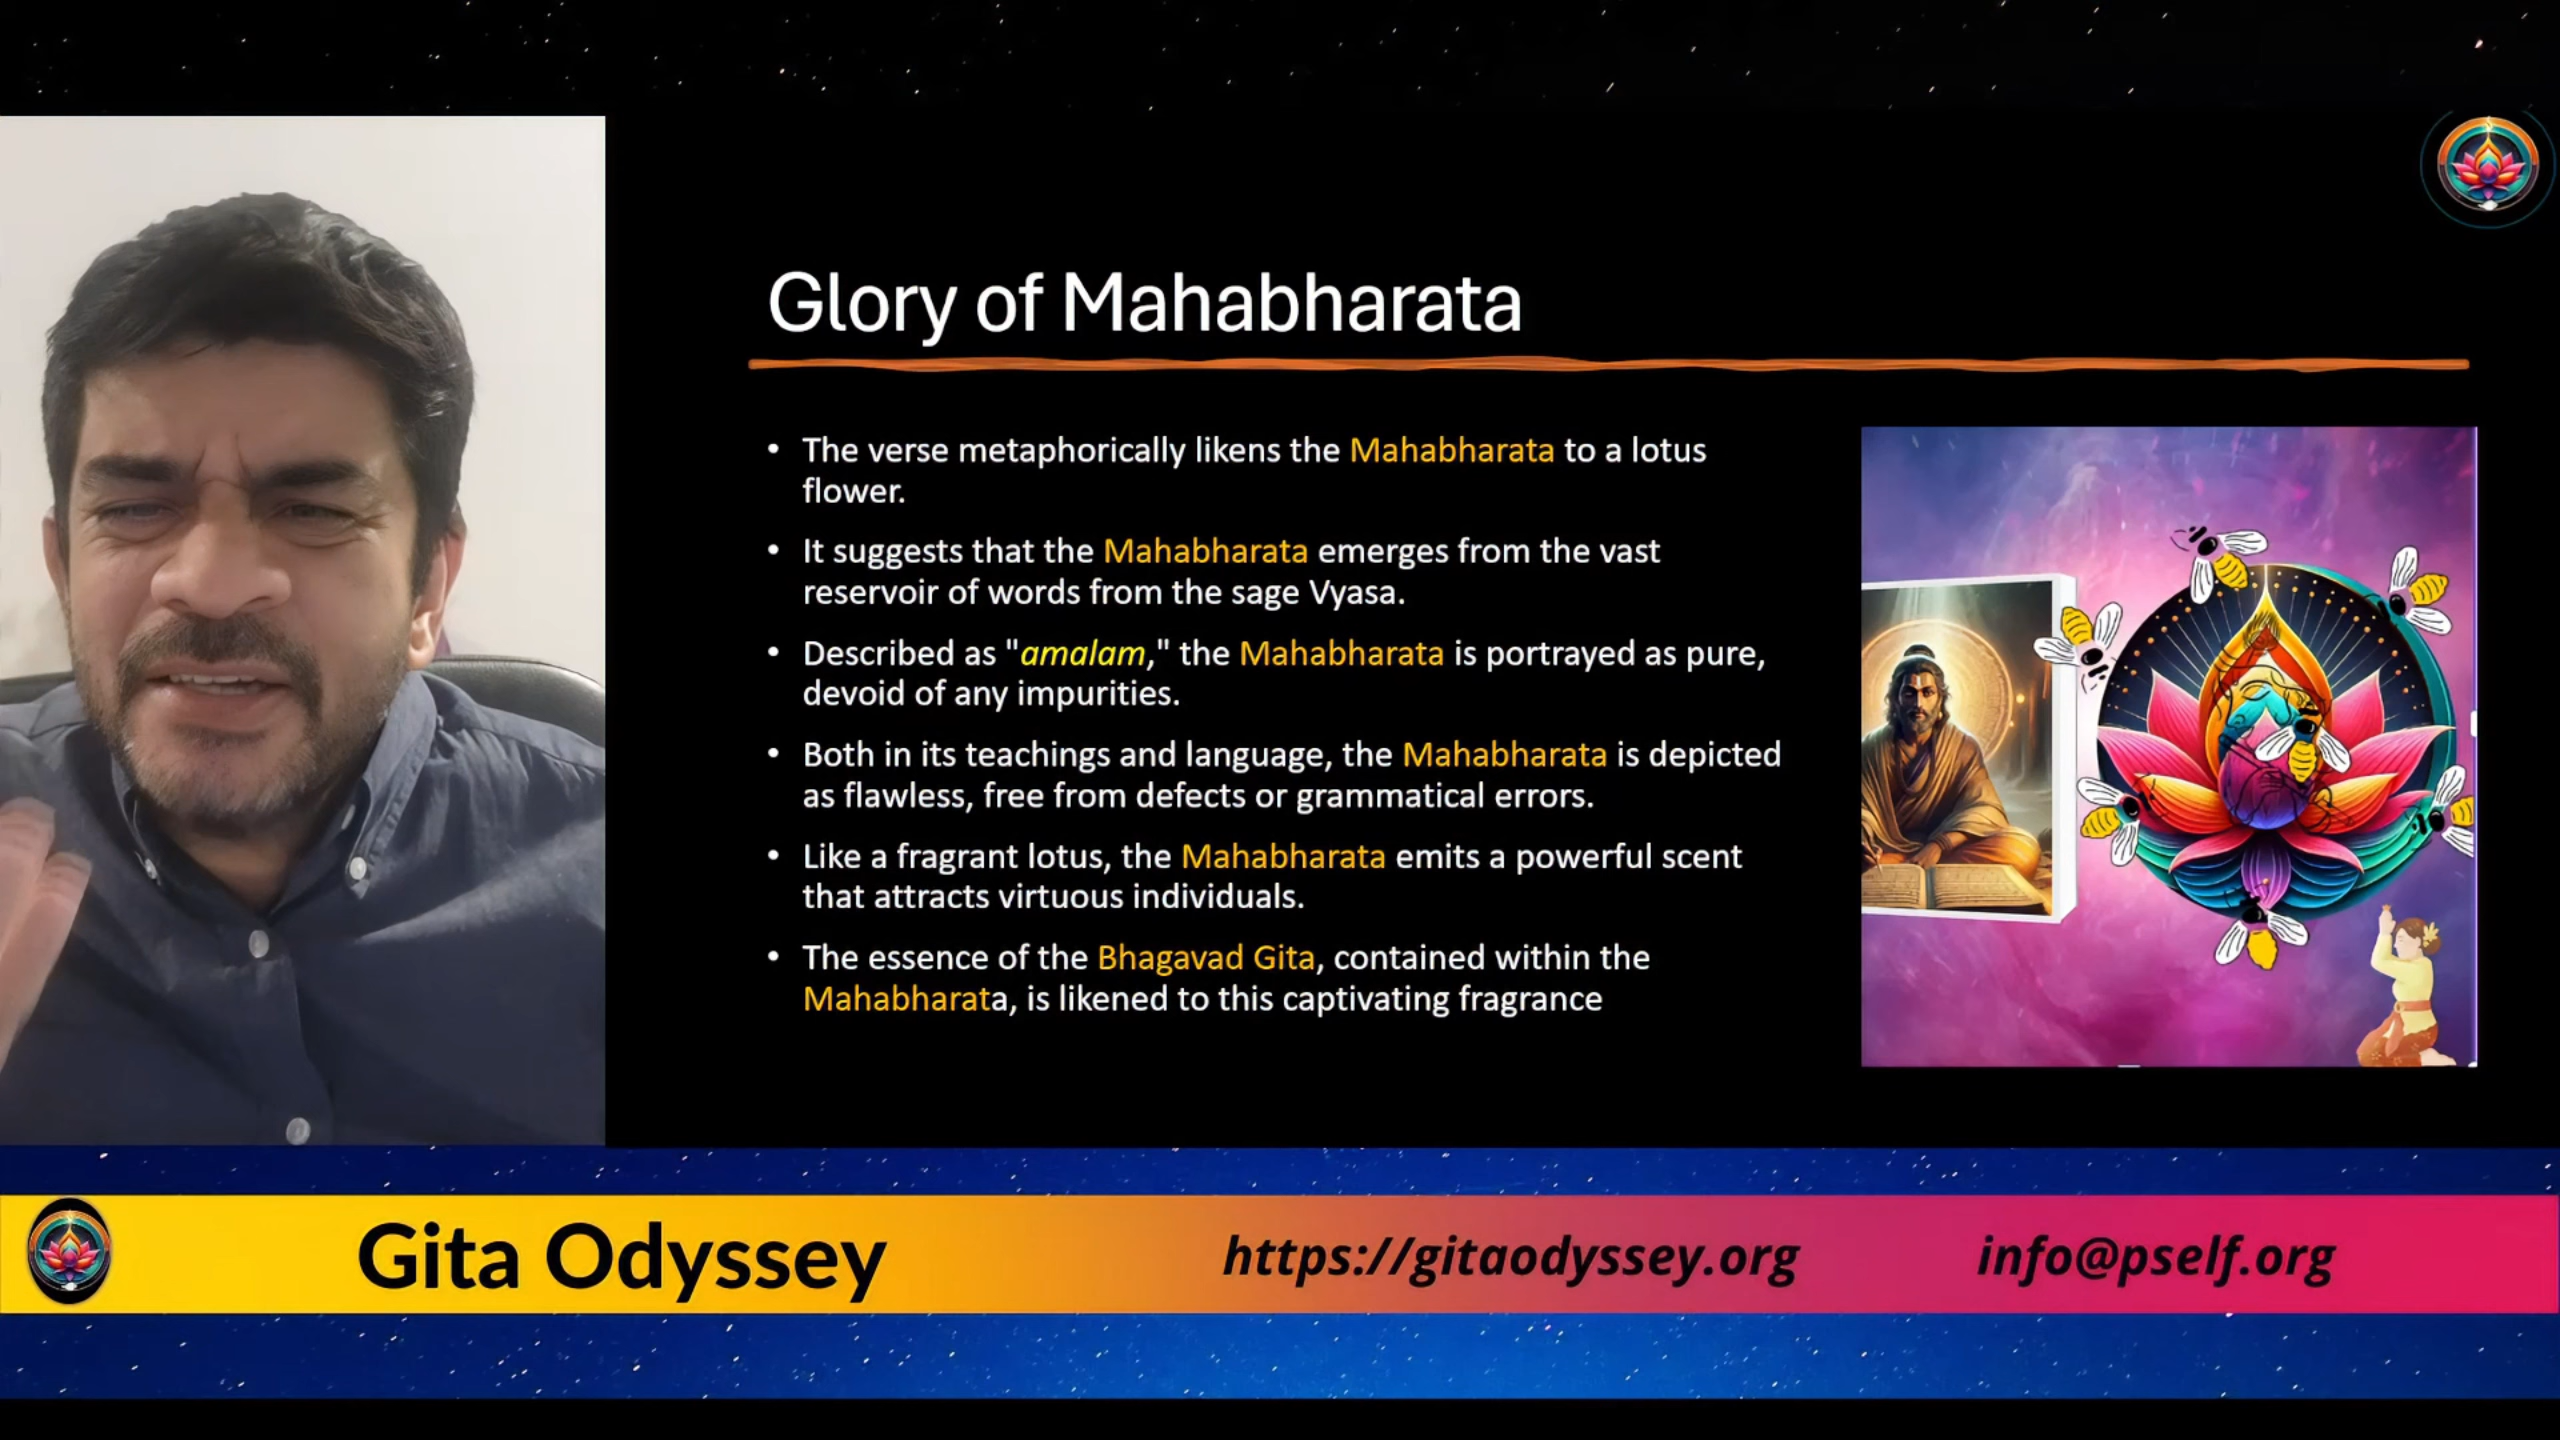 Glory of Mahabharata
• The verse metaphorically likens the Mahabharata to a lotus
flower.
• It suggests that the Mahabharata emerges from the vast
reservoir of words from the sage Vyasa.
• Described as "amalam," the Mahabharata is portrayed as pure,
devoid of any impurities.
• Both in its teachings and language, the Mahabharata is depicted
as flawless, free from defects or grammatical errors.
• Like a fragrant lotus, the Mahabharata emits a powerful scent
that attracts virtuous individuals.
• The essence of the Bhagavad Gita, contained within the
Mahabharata, is likened to this captivating fragrance
Gita Odyssey
https://gitaodyssey.org
info@pself.org